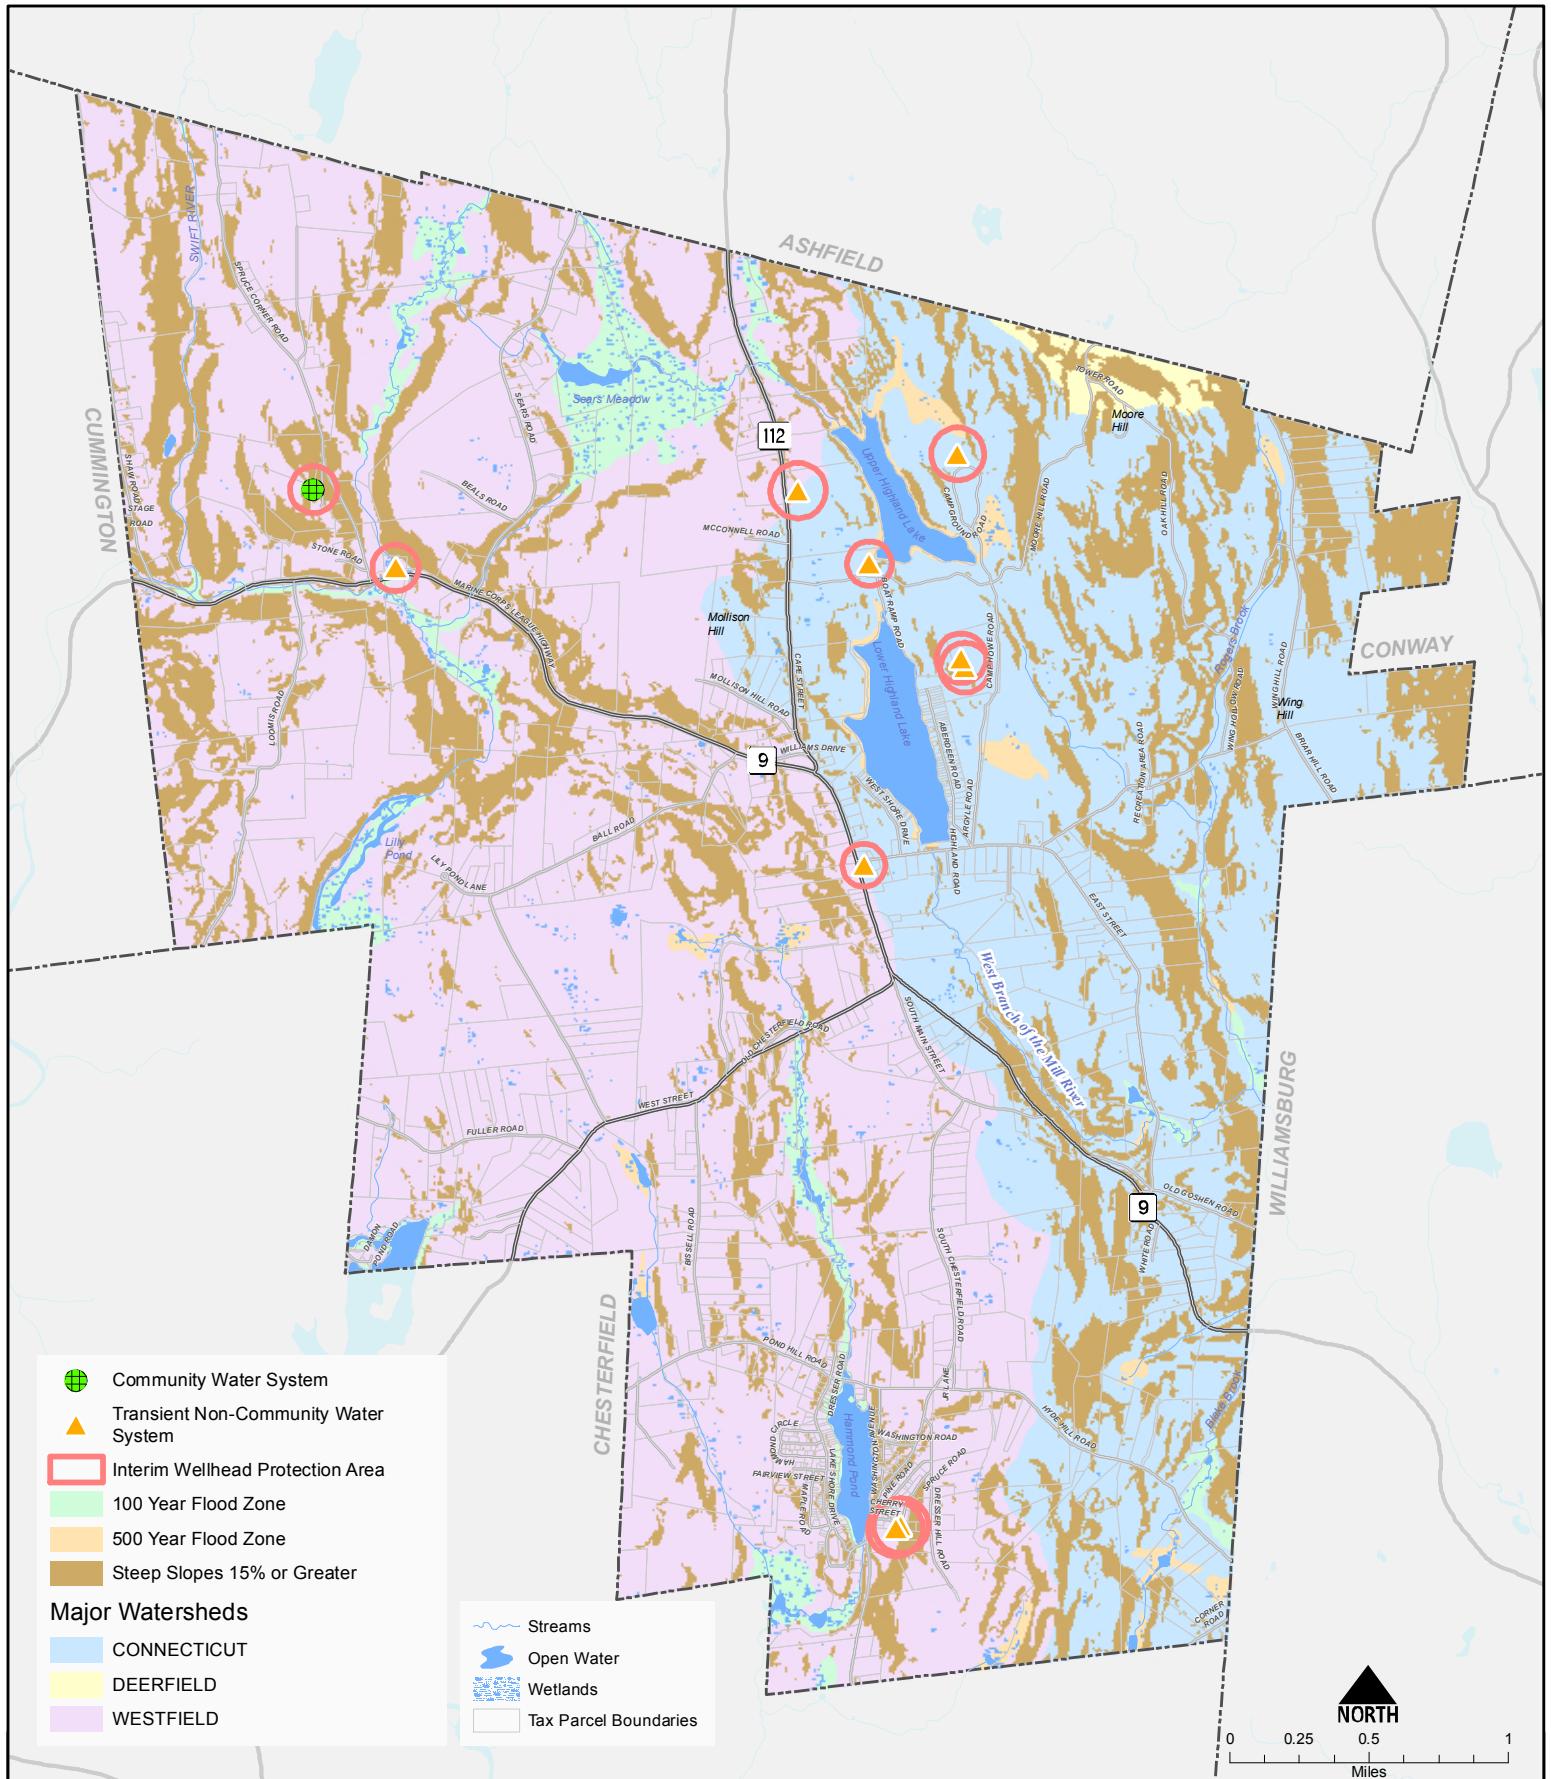 ASHFIELD
SWIFT RIVER
SPRUCE CORNER ROAD
TOWER ROAD
Moore
Hill
Sears Meadow
SEARS ROAD
CUMMINGTON
112
Upper Highland Lake
SHAW ROAD
STAGE
ROAD
BEALS ROAD
CAMPGROUND
ROAD
MOORE HILL ROAD
OAK HILL ROAD
MCCONNELL ROAD
STONE ROAD
MARINE CORPS LEAGUE HIGHWAY
BOAT RAMP ROAD
Mollison
Hill
CAMP HOWE ROAD
Rogers Brook
CONWAY
CAPE STREET
Lower Highland Lake
MOLLISON HILL ROAD
LOOMIS ROAD
WING HILL ROAD
WING HOLLOW ROAD
Wing
Hill
ABERDEEN ROAD
RECREATION AREA ROAD
BRIAR HILL ROAD
WILLIAMS DRIVE
9
WEST SHORE DRIVE
ARGYLE ROAD
BALL ROAD
Lilly
Pond
LILY POND LANE
HIGHLAND ROAD
EAST STREET
West Branch of the Mill River
SOUTH MAIN STREET
OLD CHESTERFIELD ROAD
WEST STREET
WILLIAMSBURG
FULLER ROAD
OLD GOSHEN ROAD
9
DAMON
POND ROAD
BISSELL ROAD
SOUTH CHESTERFIELD ROAD
WHITE ROAD
CHESTERFIELD
POND HILL ROAD
DRESSER ROAD
JR LANE
HYDE HILL ROAD
Blake Brook
HAMMOND CIRCLE
Hammond Pond
WASHINGTON AVENUE
WASHINGTON ROAD
FAIRVIEW STREET
LAKE SHORE DRIVE
PINE ROAD
SPRUCE ROAD
MAPLE ROAD
CHERRY
STREET
DRESSER HILL ROAD
CORNER
ROAD
Community Water System
Transient Non-Community Water
System
Interim Wellhead Protection Area
100 Year Flood Zone
500 Year Flood Zone
Steep Slopes 15% or Greater
Major Watersheds
CONNECTICUT
DEERFIELD
WESTFIELD
Streams
Open Water
Wetlands
Tax Parcel Boundaries
NORTH
0 0.25 0.5 1
Miles